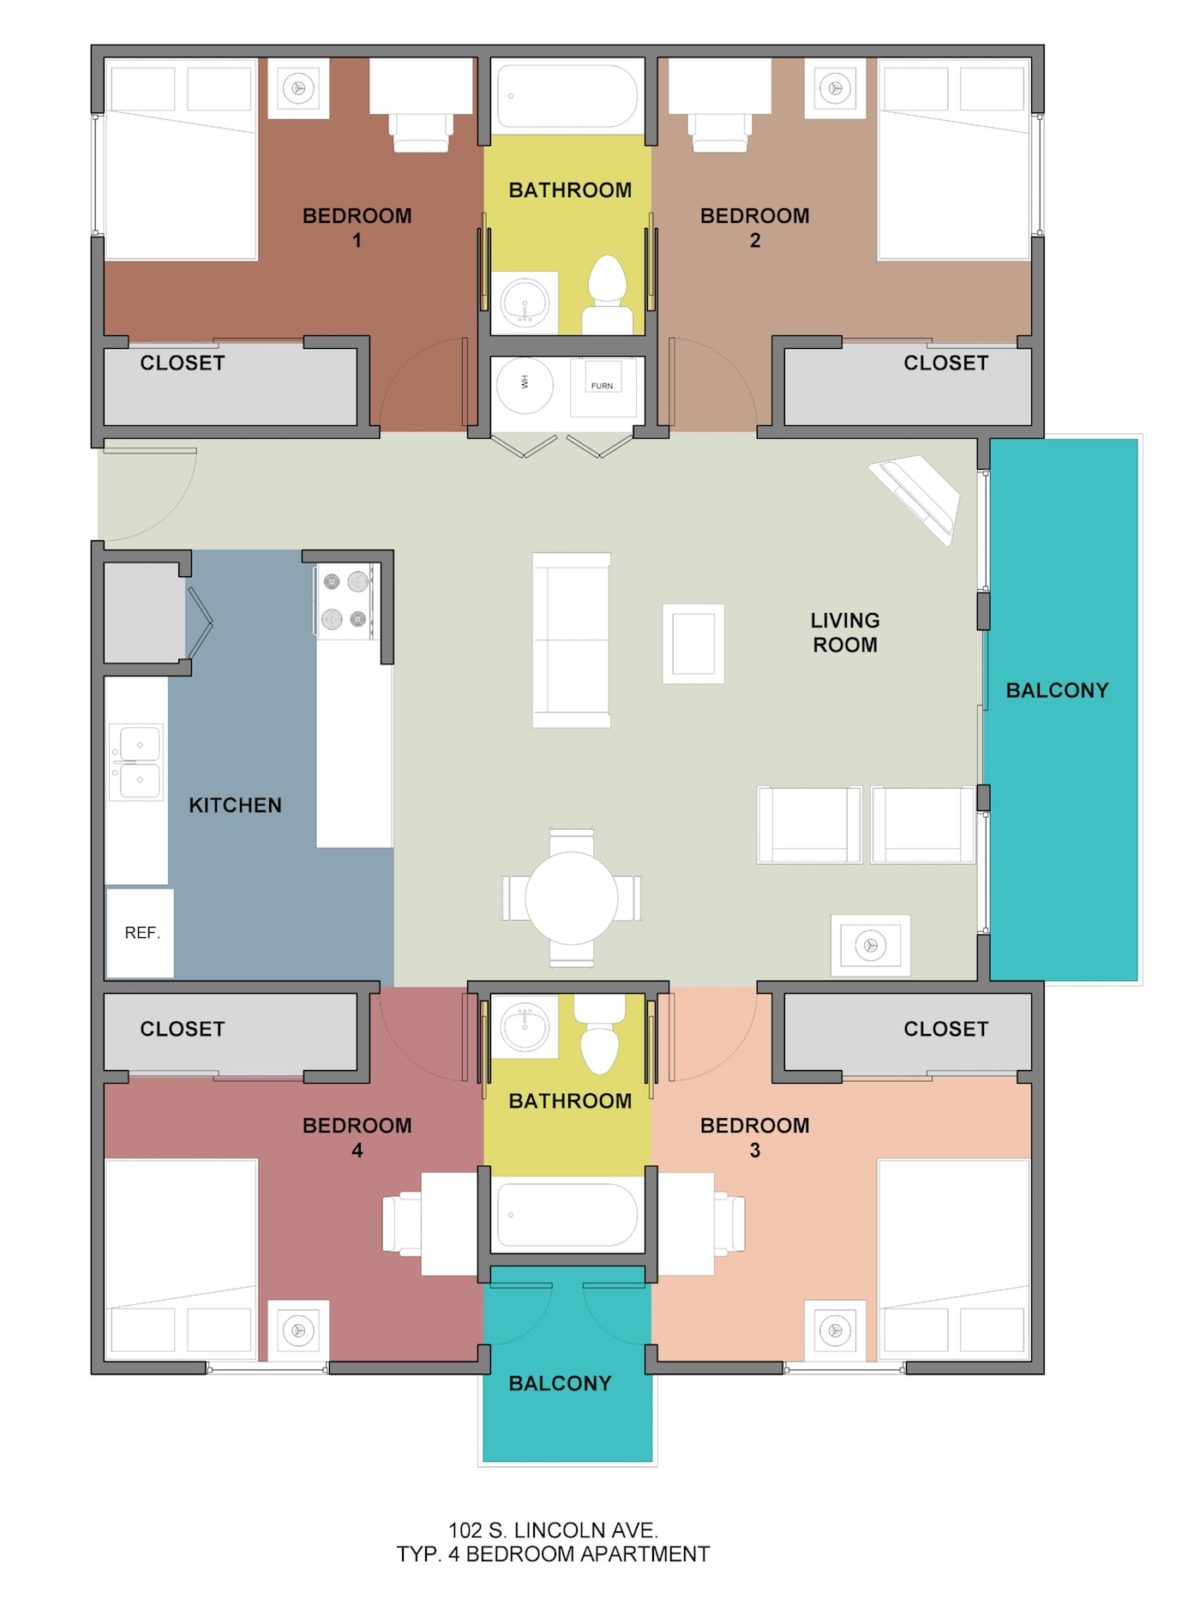 BATHROOM
BEDROOM
1
BEDROOM
2
CLOSET
WH
FURN.
CLOSET
LIVING
ROOM
BALCONY
KITCHEN
REF.
CLOSET
CLOSET
BATHROOM
BEDROOM
4
BEDROOM
3
BALCONY
102 S. LINCOLN AVE.
TYP. 4 BEDROOM APARTMENT